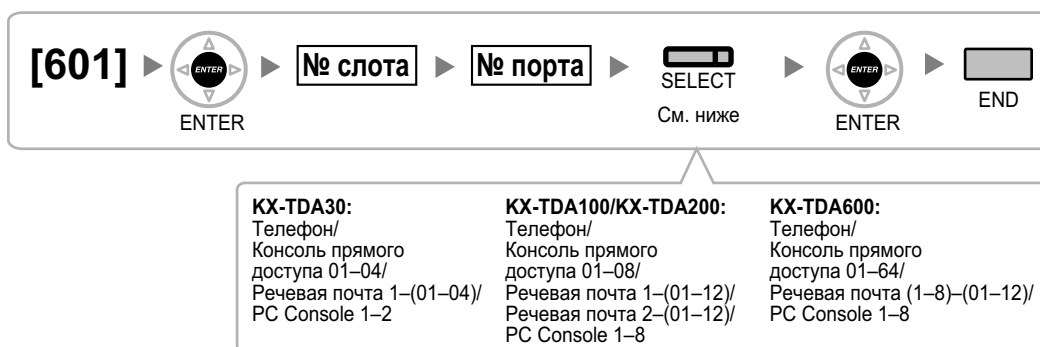 [601]
ENTER
ENTER
№ слота
№ порта
SELECT
См. ниже
ENTER
ENTER
END
KX-TDA30:
Телефон/
Консоль прямого
доступа 01–04/
Речевая почта 1–(01–04)/
PC Console 1–2
KX-TDA100/KX-TDA200:
Телефон/
Консоль прямого
доступа 01–08/
Речевая почта 1–(01–12)/
Речевая почта 2–(01–12)/
PC Console 1–8
KX-TDA600:
Телефон/
Консоль прямого
доступа 01–64/
Речевая почта (1–8)–(01–12)/
PC Console 1–8